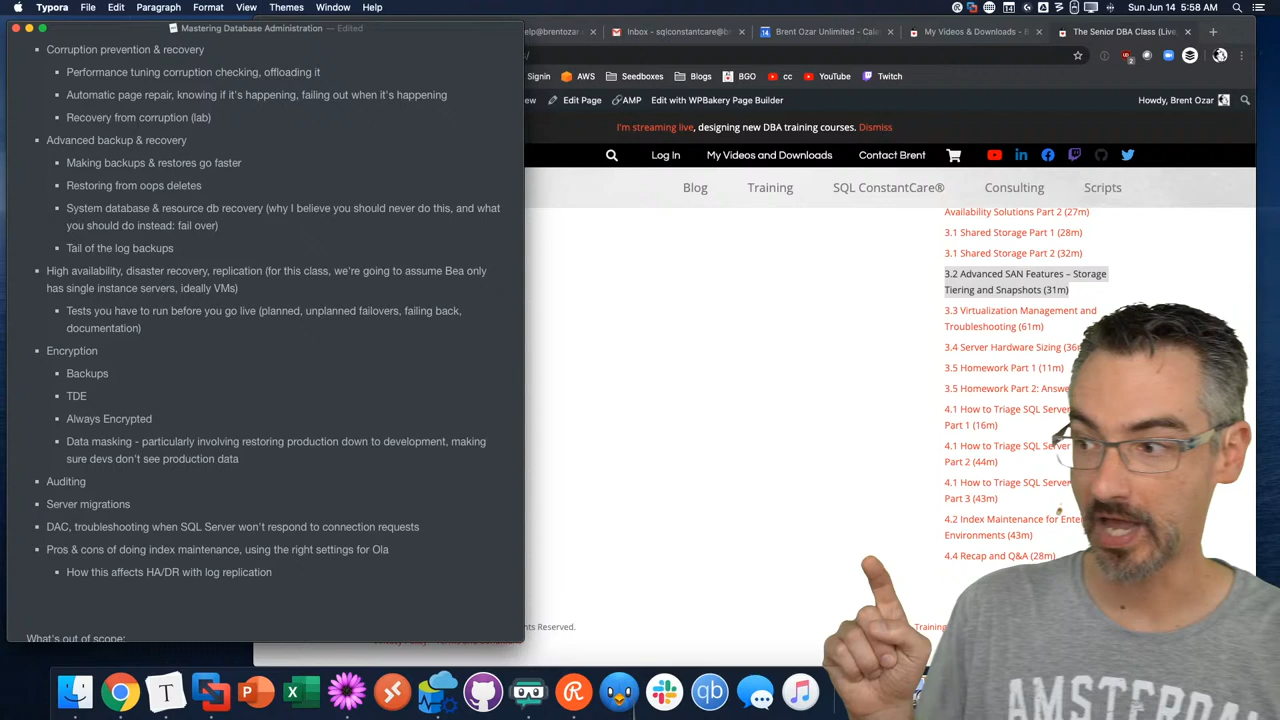 Typora File Edit Paragraph Format View Themes Window Help
Sun Jun 14 5:58
Mastering Database Administration — Edited
Corruption prevention & recovery
Performance tuning corruption checking, offloading it
Automatic page repair, knowing if it's happening, failing out when it's happening
Recovery from corruption (lab)
Advanced backup & recovery
Making backups & restores go faster
Restoring from oops deletes
System database & resource db recovery (why I believe you should never do this, and what
you should do instead: fail over)
Tail of the log backups
High availability, disaster recovery, replication (for this class, we're going to assume Bea only
has single instance servers, ideally VMs)
Tests you have to run before you go live (planned, unplanned failovers, failing back,
documentation)
Encryption
Backups
TDE
Always Encrypted
Data masking - particularly involving restoring production down to development, making
sure devs don't see production data
Auditing
Server migrations
DAC, troubleshooting when SQL Server won't respond to connection requests
Pros & cons of doing index maintenance, using the right settings for Ola
How this affects HA/DR with log replication
What's out of scope:
elp@brentozar Inbox - sqlconstantcare@b Brent Ozar Unlimited - Cale My Videos & Downloads - B The Senior DBA Class (Live,
Signin AWS Seedboxes Blogs BGO cc YouTube Twitch
ew Edit Page AMP Edit with WPBakery Page Builder Howdy, Brent Ozar
I'm streaming live, designing new DBA training courses. Dismiss
Log In My Videos and Downloads Contact Brent
Blog Training SQL ConstantCare® Consulting Scripts
Availability Solutions Part 2 (27m)
3.1 Shared Storage Part 1 (28m)
3.1 Shared Storage Part 2 (32m)
3.2 Advanced SAN Features – Storage
Tiering and Snapshots (31m)
3.3 Virtualization Management and
Troubleshooting (61m)
3.4 Server Hardware Sizing (36m
3.5 Homework Part 1 (11m)
3.5 Homework Part 2: Answe
4.1 How to Triage SQL Server
Part 1 (16m)
4.1 How to Triage SQL Server
Part 2 (44m)
4.1 How to Triage SQL Server
Part 3 (43m)
4.2 Index Maintenance for Ente
Environments (43m)
4.4 Recap and Q&A (28m)
nts Reserved.
Training
AMSTERDA